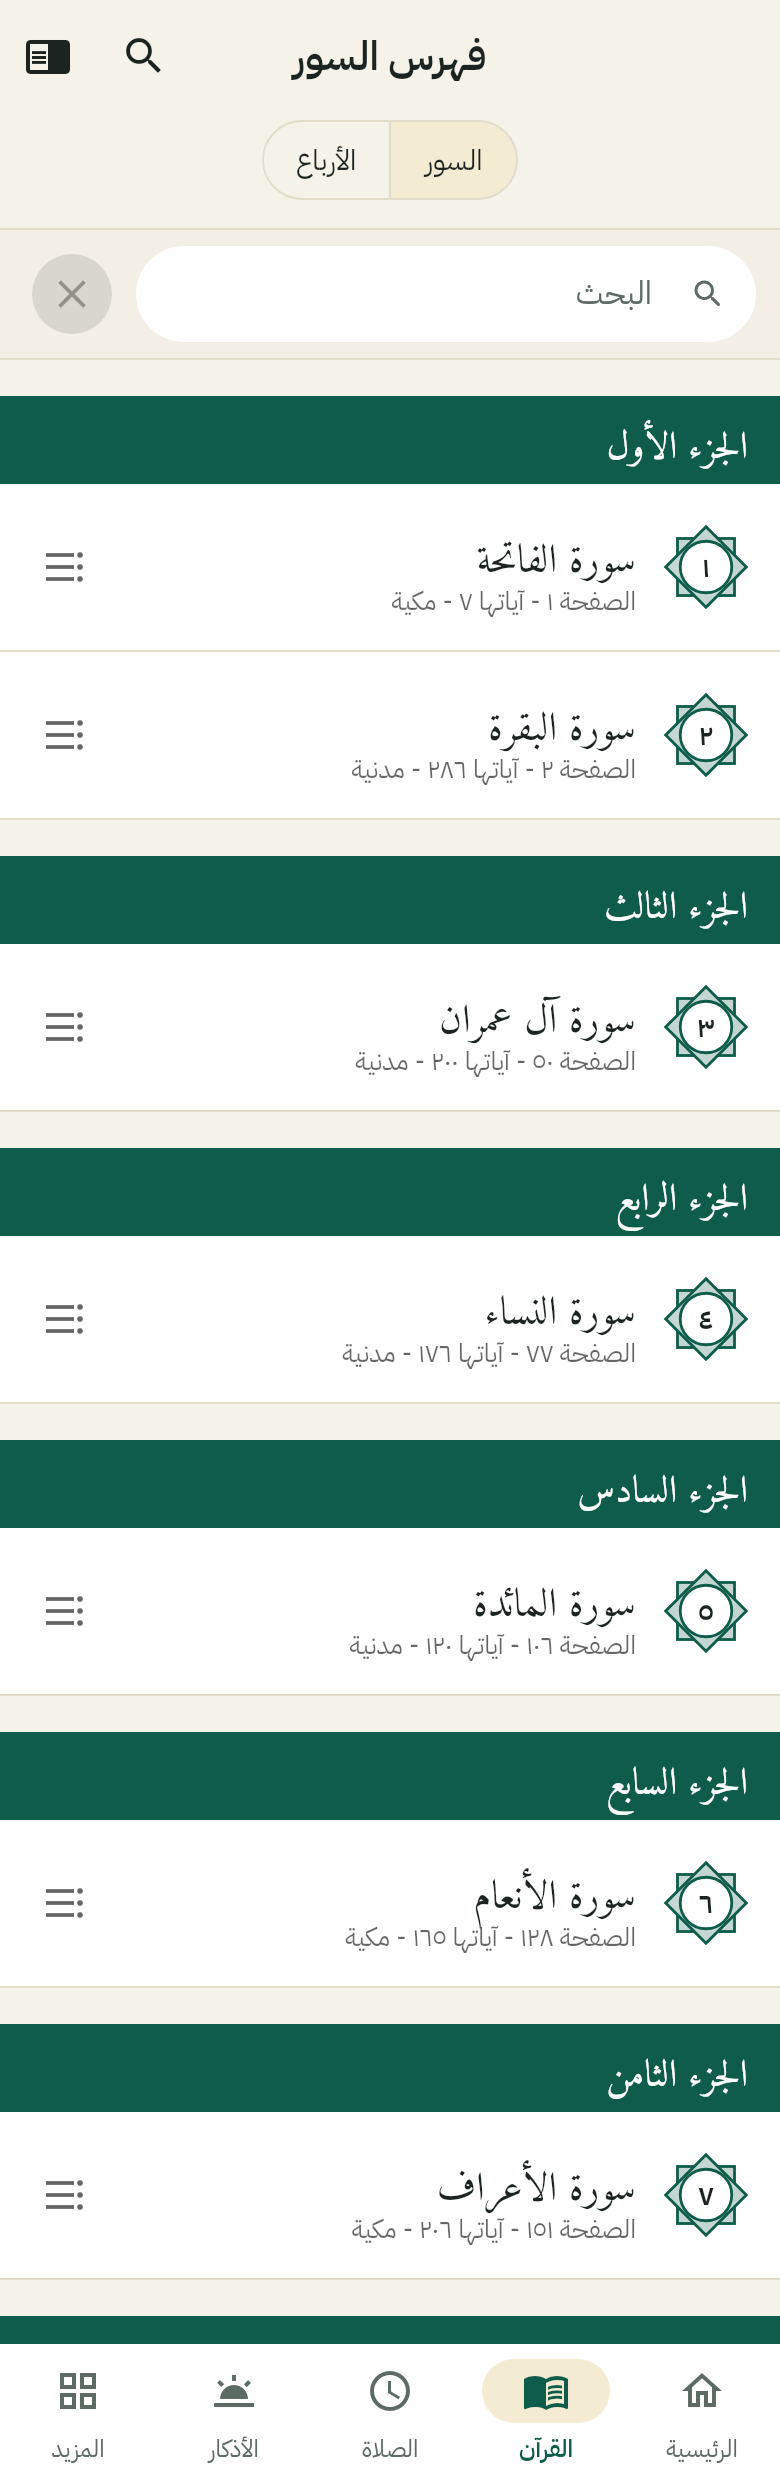 فهرس السور
السور
الأرباع
البحث
الجزء الأول
١
سورة الفاتحة
الصفحة ١ - آياتها ٧ - مكية
٢
سورة البقرة
الصفحة ٢ - آياتها ٢٨٦ - مدنية
الجزء الثالث
٣
سورة آل عمران
الصفحة ٥٠ - آياتها ٢٠٠ - مدنية
الجزء الرابع
٤
سورة النساء
الصفحة ٧٧ - آياتها ١٧٦ - مدنية
الجزء السادس
٥
سورة المائدة
الصفحة ١٠٦ - آياتها ١٢٠ - مدنية
الجزء السابع
٦
سورة الأنعام
الصفحة ١٢٨ - آياتها ١٦٥ - مكية
الجزء الثامن
٧
سورة الأعراف
الصفحة ١٥١ - آياتها ٢٠٦ - مكية
الرئيسية
القرآن
الصلاة
الأذكار
المزيد